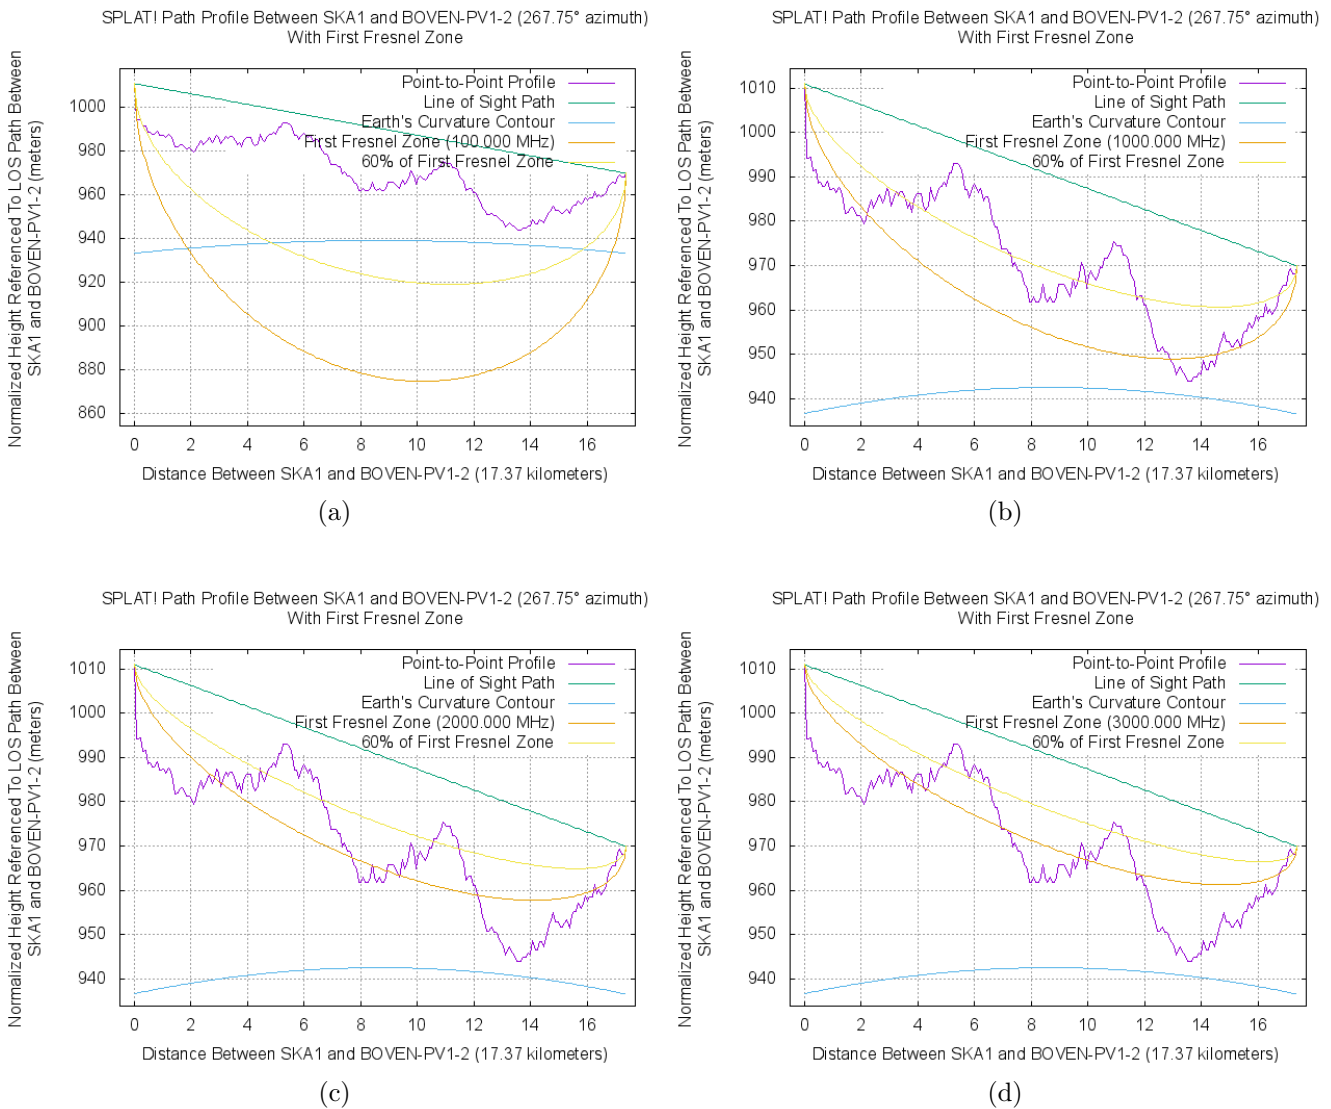 SPLAT! Path Profile Between SKA1 and BOVEN-PV1-2 (267.75° azimuth)
With First Fresnel Zone
Normalized Height Referenced To LOS Path Between
SKA1 and BOVEN-PV1-2 (meters)
Point-to-Point Profile
Line of Sight Path
Earth's Curvature Contour
First Fresnel Zone (100.000 MHz)
60% of First Fresnel Zone
1000
980
960
940
920
900
880
860
0 2 4 6 8 10 12 14 16
Distance Between SKA1 and BOVEN-PV1-2 (17.37 kilometers)
(a)
SPLAT! Path Profile Between SKA1 and BOVEN-PV1-2 (267.75° azimuth)
With First Fresnel Zone
Normalized Height Referenced To LOS Path Between
SKA1 and BOVEN-PV1-2 (meters)
Point-to-Point Profile
Line of Sight Path
Earth's Curvature Contour
First Fresnel Zone (1000.000 MHz)
60% of First Fresnel Zone
1010
1000
990
980
970
960
950
940
0 2 4 6 8 10 12 14 16
Distance Between SKA1 and BOVEN-PV1-2 (17.37 kilometers)
(b)
SPLAT! Path Profile Between SKA1 and BOVEN-PV1-2 (267.75° azimuth)
With First Fresnel Zone
Normalized Height Referenced To LOS Path Between
SKA1 and BOVEN-PV1-2 (meters)
Point-to-Point Profile
Line of Sight Path
Earth's Curvature Contour
First Fresnel Zone (2000.000 MHz)
60% of First Fresnel Zone
1010
1000
990
980
970
960
950
940
0 2 4 6 8 10 12 14 16
Distance Between SKA1 and BOVEN-PV1-2 (17.37 kilometers)
(c)
SPLAT! Path Profile Between SKA1 and BOVEN-PV1-2 (267.75° azimuth)
With First Fresnel Zone
Normalized Height Referenced To LOS Path Between
SKA1 and BOVEN-PV1-2 (meters)
Point-to-Point Profile
Line of Sight Path
Earth's Curvature Contour
First Fresnel Zone (3000.000 MHz)
60% of First Fresnel Zone
1010
1000
990
980
970
960
950
940
0 2 4 6 8 10 12 14 16
Distance Between SKA1 and BOVEN-PV1-2 (17.37 kilometers)
(d)